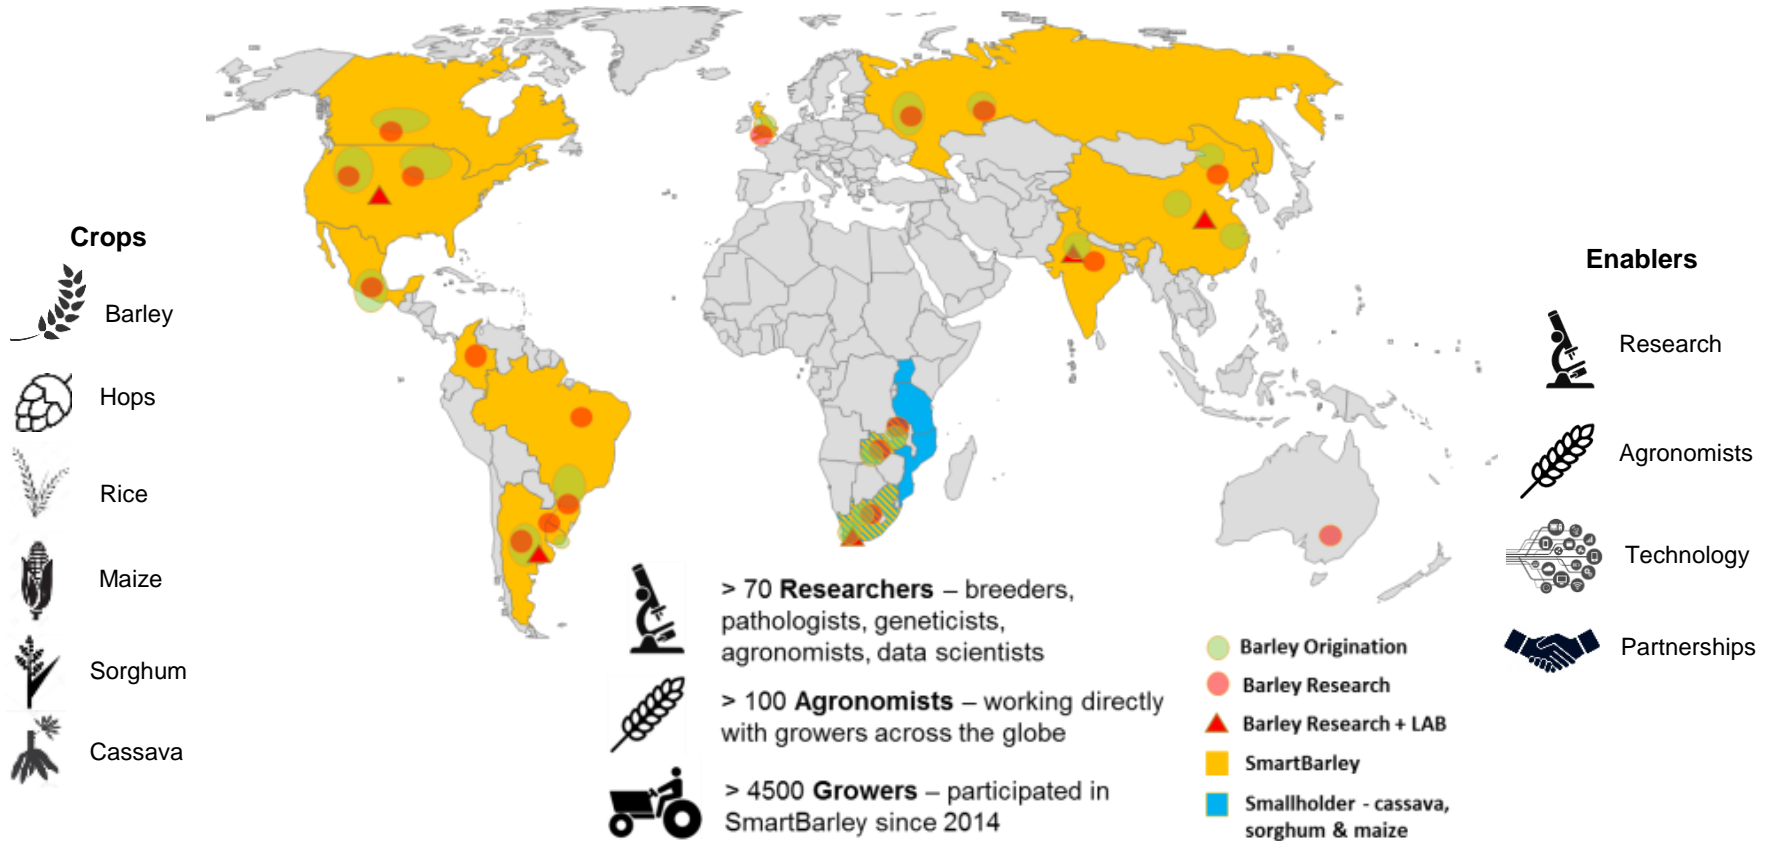 Crops
Barley
Hops
Rice
Maize
Sorghum
Cassava
> 70 Researchers – breeders,
pathologists, geneticists,
agronomists, data scientists
> 100 Agronomists – working directly
with growers across the globe
> 4500 Growers – participated in
SmartBarley since 2014
Barley Origination
Barley Research
Barley Research + LAB
SmartBarley
Smallholder - cassava,
sorghum & maize
Enablers
Research
Agronomists
Technology
Partnerships